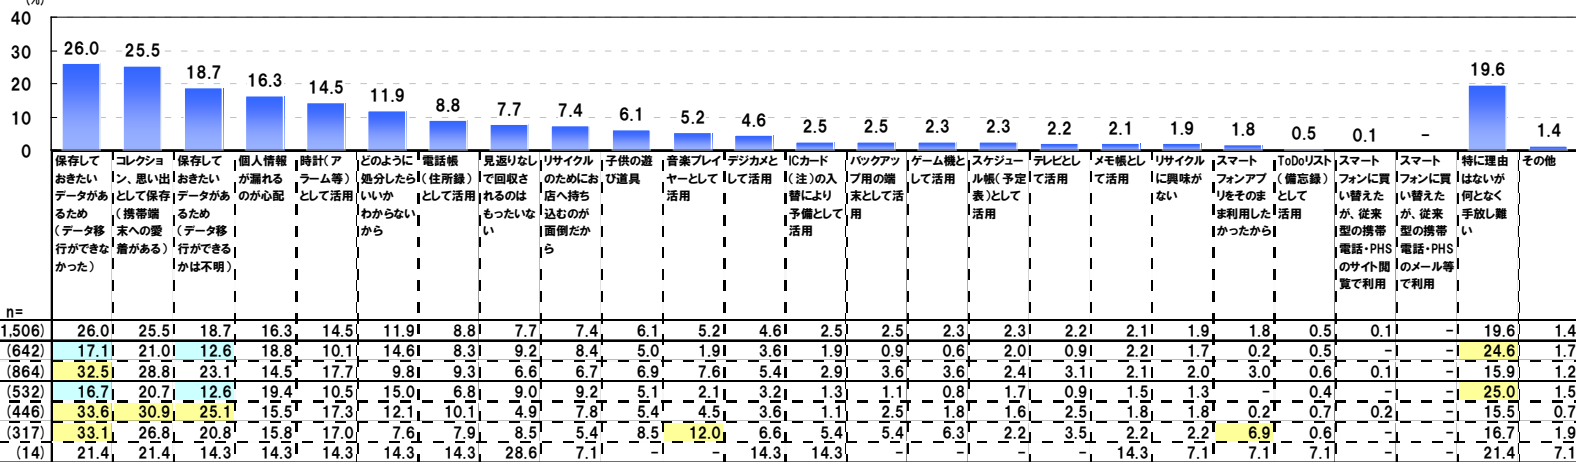 (%)
40
30
20
10
0
26.0 25.5 18.7 16.3 14.5 11.9 8.8 7.7 7.4 6.1 5.2 4.6 2.5 2.5 2.3 2.3 2.2 2.1 1.9 1.8 0.5 0.1 - 19.6 1.4
保存して
おきたい
データがあ
るため
(データ移
行ができな
かった)
コレクショ
ン、思い出
として保存
(携帯端
末への愛
着がある)
保存して
おきたい
データがあ
るため
(データ移
行ができる
かは不明)
個人情報
が漏れる
のが心配
時計(ア
ラーム等)
として活用
どのように
処分したら
いいか
わからない
から
電話帳
(住所録)
として活用
見返りなし
で回収さ
れるのは
もったいな
い
リサイクル
のためにお
店へ持ち
込むのが
面倒だか
ら
子供の遊
び道具
音楽プレイ
ヤーとして
活用
デジカメと
して活用
ICカード
(注)の入
替により
予備として
活用
バックアッ
プ用の端
末として活
用
ゲーム機と
して活用
スケジュー
ル帳(予定
表)として
活用
テレビとし
て活用
メモ帳とし
て活用
リサイクル
に興味が
ない
スマート
フォンアプ
リをそのま
ま利用した
かったから
ToDoリスト
(備忘録)
として
活用
スマート
フォンに買
い替えた
が、従来
型の携帯
電話・PHS
のサイト閲
覧で利用
スマート
フォンに買
い替えた
が、従来
型の携帯
電話・PHS
のメール等
で利用
特に理由
はないが
何となく
手放し難
い
その他
n=
1,506) 26.0 25.5 18.7 16.3 14.5 11.9 8.8 7.7 7.4 6.1 5.2 4.6 2.5 2.5 2.3 2.3 2.2 2.1 1.9 1.8 0.5 0.1 - 19.6 1.4
(642) 17.1 21.0 12.6 18.8 10.1 14.6 8.3 9.2 8.4 5.0 1.9 3.6 1.9 0.9 0.6 2.0 0.9 2.2 1.7 0.2 0.5 - - 24.6 1.7
(864) 32.5 28.8 23.1 14.5 17.7 9.8 9.3 6.6 6.7 6.9 7.6 5.4 2.9 3.6 3.6 2.4 3.1 2.1 2.0 3.0 0.6 0.1 - 15.9 1.2
(532) 16.7 20.7 12.6 19.4 10.5 15.0 6.8 9.0 9.2 5.1 2.1 3.2 1.3 1.1 0.8 1.7 0.9 1.5 1.3 - 0.4 - - 25.0 1.5
(446) 33.6 30.9 25.1 15.5 17.3 12.1 10.1 4.9 7.8 5.4 4.5 3.6 1.1 2.5 1.8 1.6 2.5 1.8 1.8 0.2 0.7 0.2 - 15.5 0.7
(317) 33.1 26.8 20.8 15.8 17.0 7.6 7.9 8.5 5.4 8.5 12.0 6.6 5.4 5.4 6.3 2.2 3.5 2.2 2.2 6.9 0.6 - - 16.7 1.9
(14) 21.4 21.4 14.3 14.3 14.3 14.3 14.3 28.6 7.1 - - 14.3 14.3 - - - - 14.3 7.1 7.1 7.1 - - 21.4 7.1